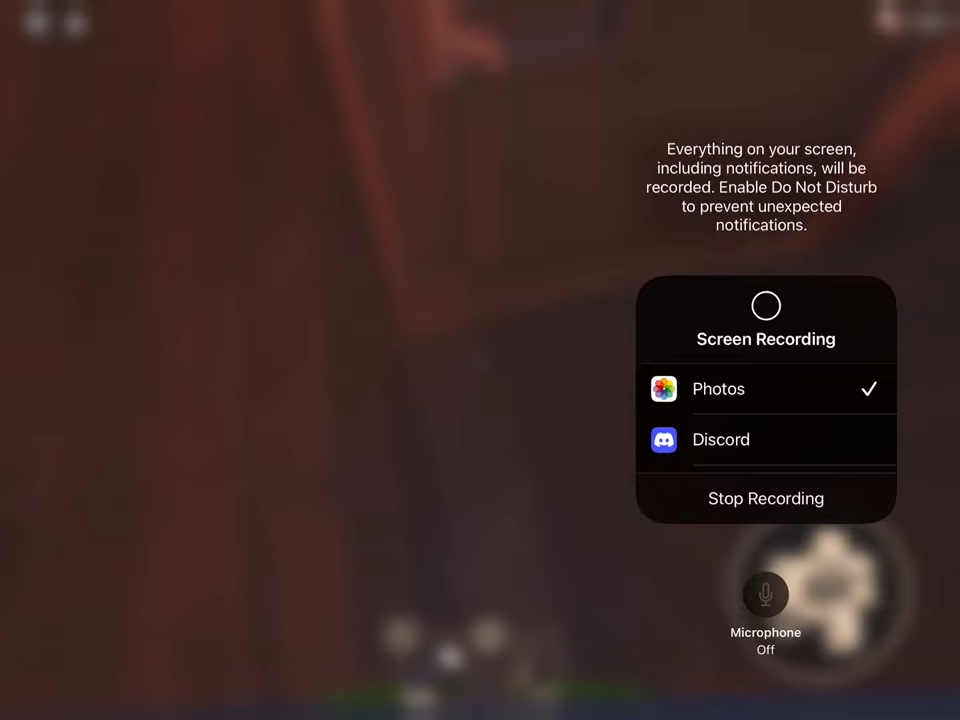 Everything on your screen,
including notifications, will be
recorded. Enable Do Not Disturb
to prevent unexpected
notifications.
Screen Recording
Photos
Discord
Stop Recording
Microphone
Off